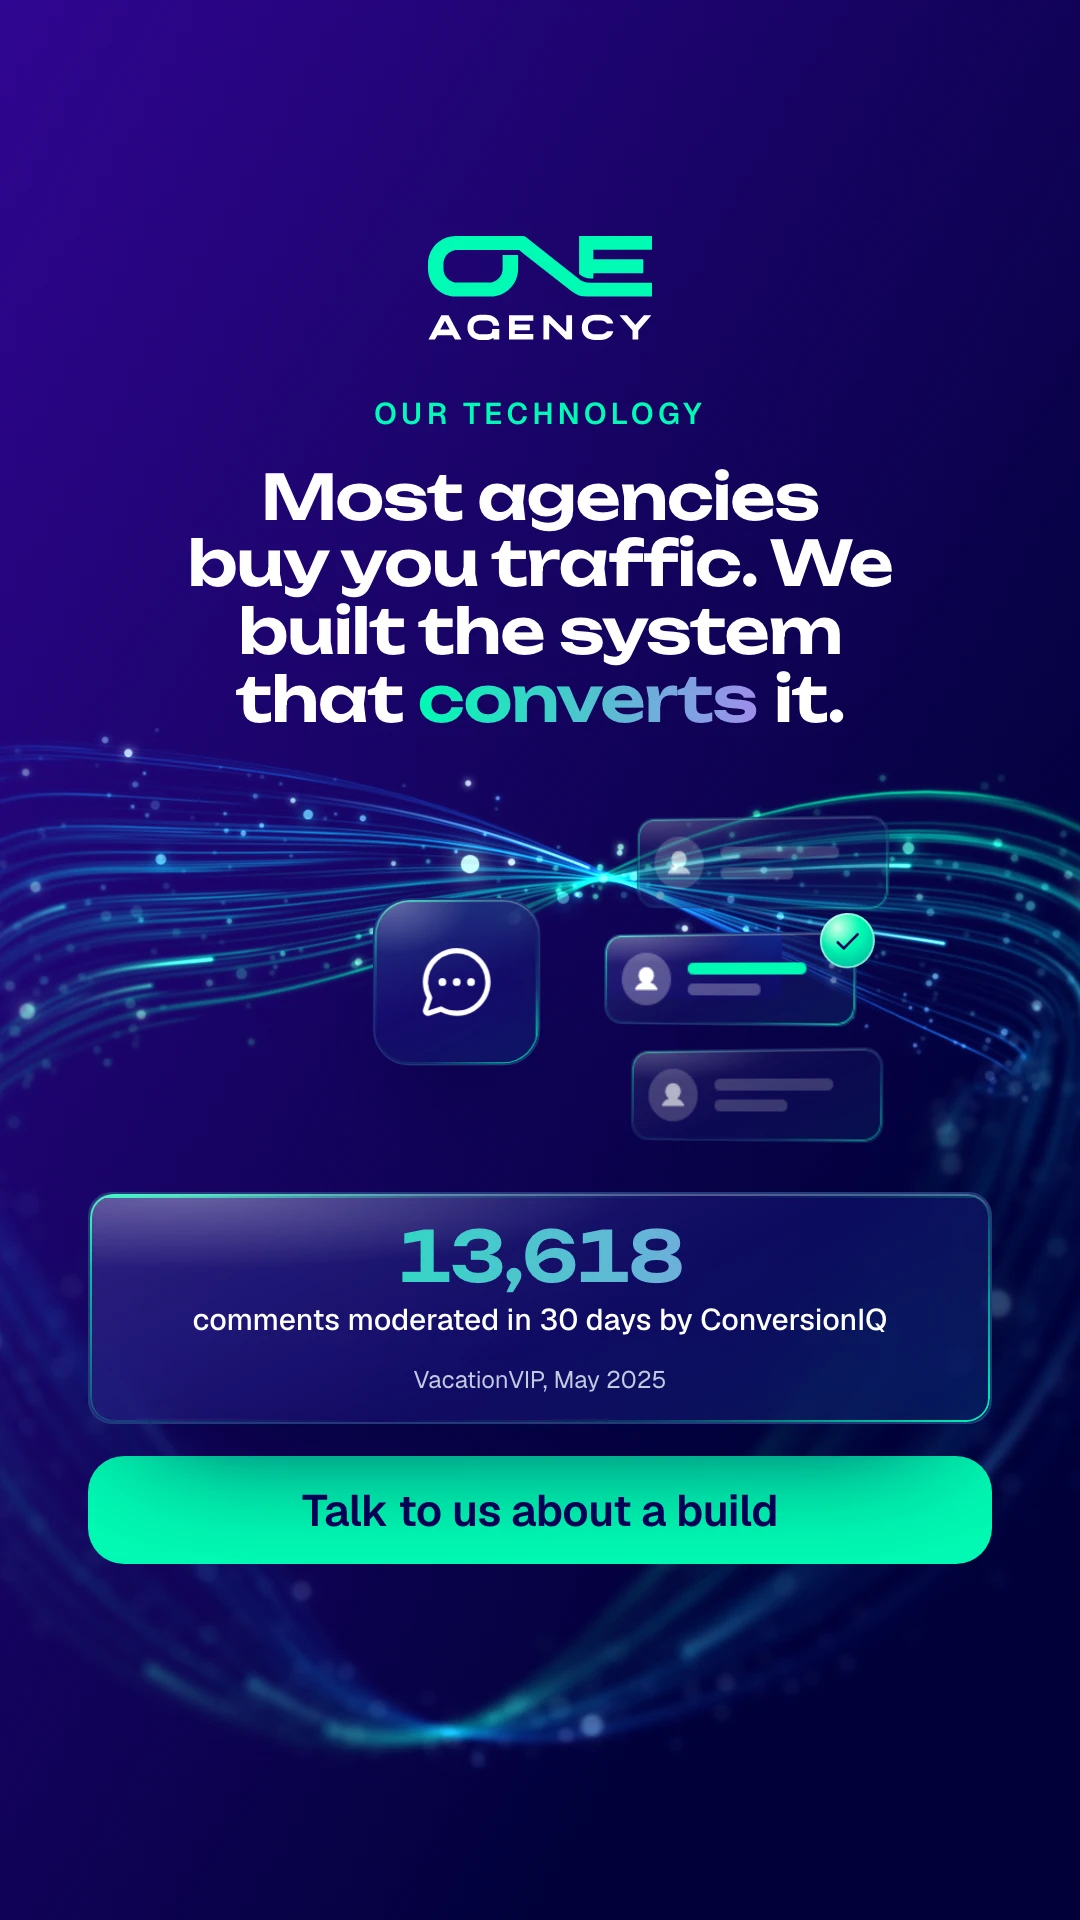 ONE
AGENCY
OUR TECHNOLOGY
Most agencies
buy you traffic. We
built the system
that converts it.
13,618
comments moderated in 30 days by ConversionIQ
VacationVIP, May 2025
Talk to us about a build